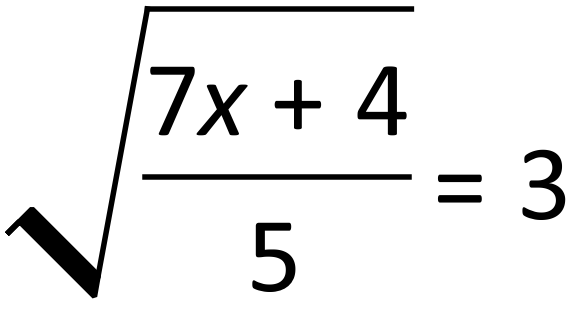 √((7x + 4)/5) = 3